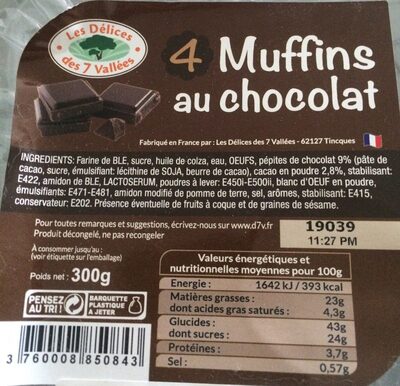 Les Délices
des 7 Vallées
4 Muffins
au chocolat
Fabriqué en France par : Les Délices des 7 Vallées - 62127 Tincques
INGREDIENTS: Farine de BLE, sucre, huile de colza, eau, OEUFS, pépites de chocolat 9% (pâte de
cacao, sucre, émulsifiant: lécithine de SOJA, beurre de cacao), cacao en poudre 2,8%, stabilisant:
E422, amidon de BLE, LACTOSERUM, poudres à lever: E450i-E500ii, blanc d'OEUF en poudre,
émulsifiants: E471-E481, amidon modifié de pomme de terre, sel, arômes, stabilisant: E415,
conservateur: E202. Présence éventuelle de fruits à coque et de graines de sésame.
Pour toutes remarques et suggestions, écrivez-nous sur www.d7v.fr
Produit décongelé, ne pas recongeler
19039
11:27 PM
À consommer jusqu'au :
(voir étiquette sur l'emballage)
Poids net : 300g
PENSEZ
AU TRI !
BARQUETTE
PLASTIQUE
À JETER
3 760008 850843
Valeurs énergétiques et
nutritionnelles moyennes pour 100g
Energie : 1642 kJ / 393 kcal
Matières grasses : 23g
dont acides gras saturés : 4,3g
Glucides : 43g
dont sucres : 24g
Protéines : 3,7g
Sel : 0,57g